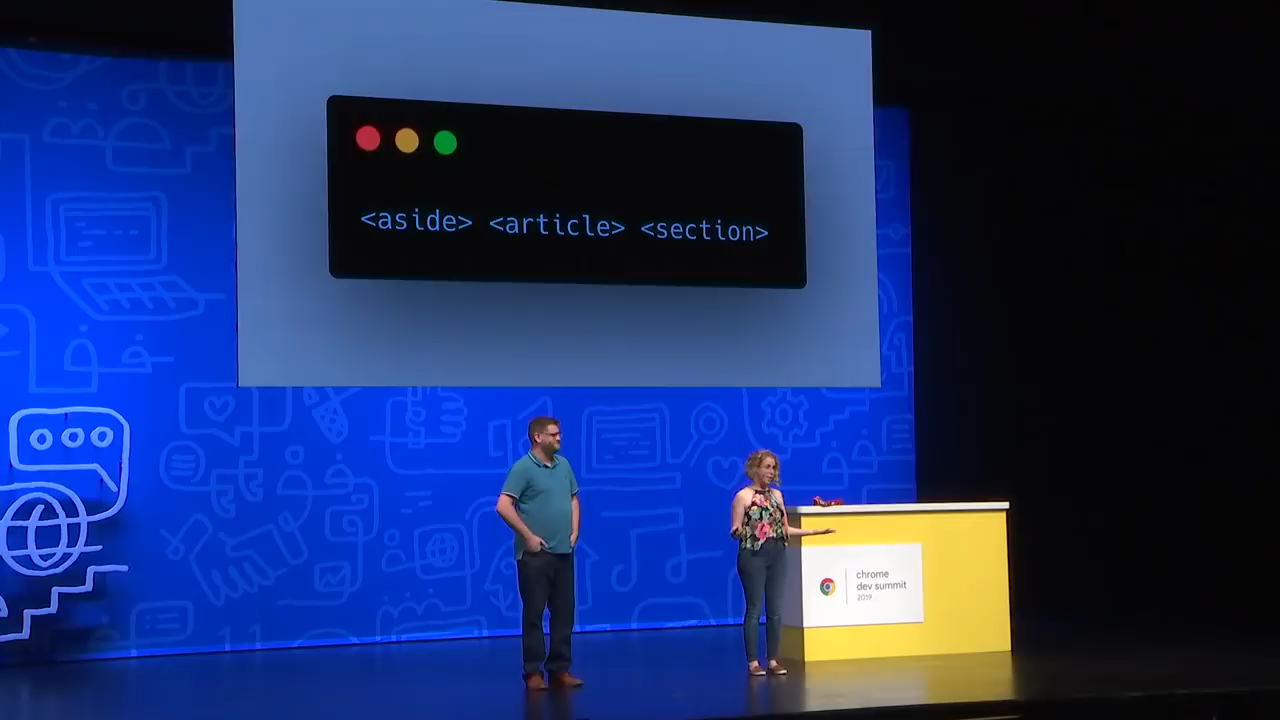 <aside> <article> <section>
chrome
dev summit
2019